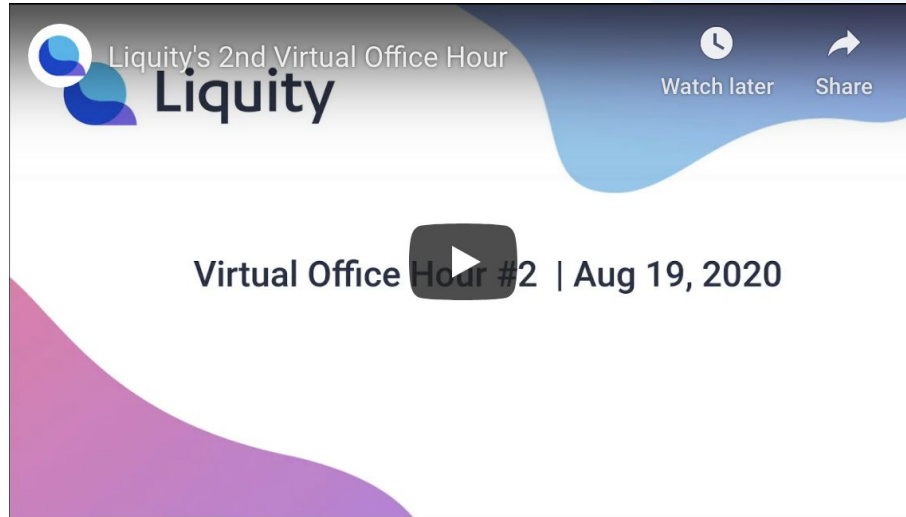 Liquity's 2nd Virtual Office Hour
Watch later
Share
Liquity
Virtual Office Hour #2 | Aug 19, 2020